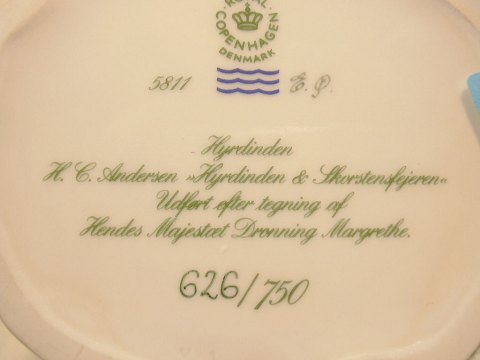 ROYAL
COPENHAGEN
DENMARK
5811 E. P.
Hyrdinden
H. C. Andersen »Hyrdinden & Skorstensfejeren«
Udført efter tegning af
Hendes Majestæt Dronning Margrethe.
626/750